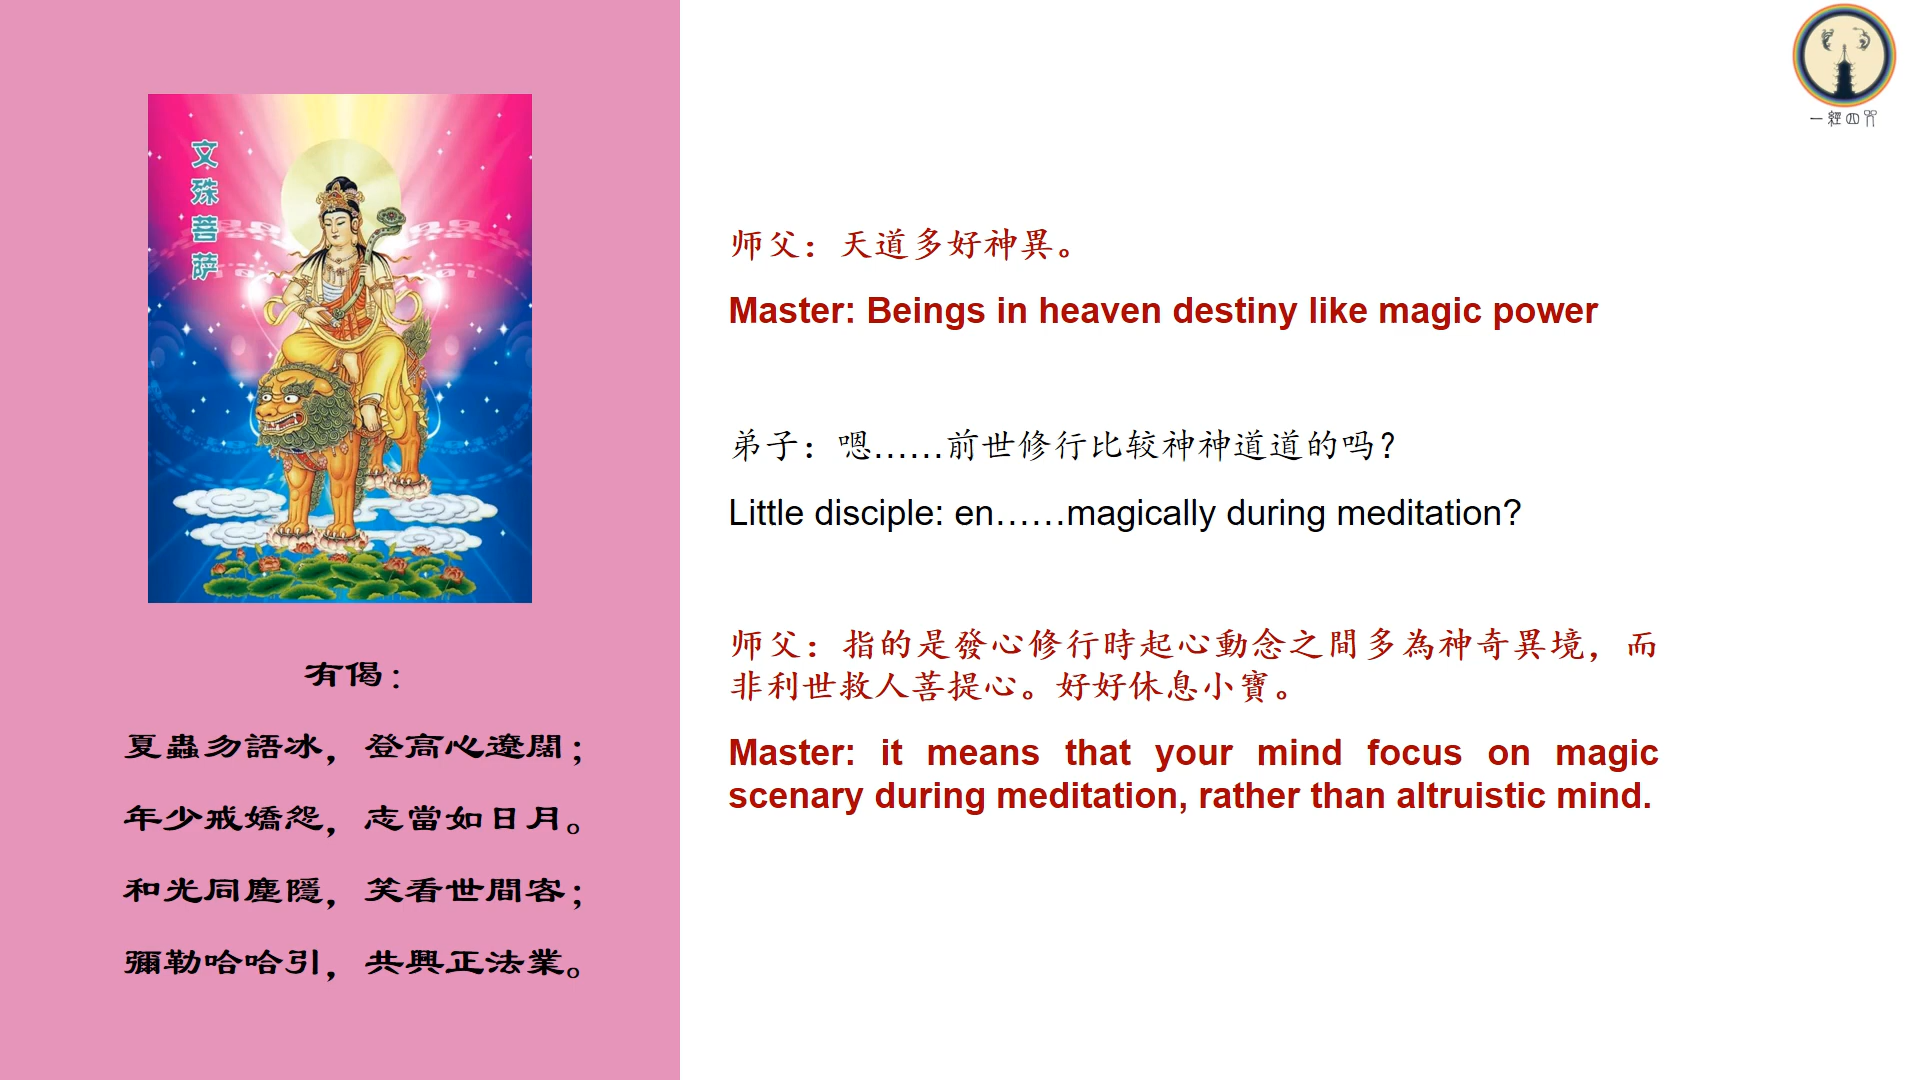 文殊菩萨
有偈：
夏蟲勿語冰，登高心遼闊；
年少戒嬌怨，志當如日月。
和光同塵隱，笑看世間客；
彌勒哈哈引，共興正法業。
一經四咒
师父：天道多好神異。
Master: Beings in heaven destiny like magic power
弟子：嗯……前世修行比较神神道道的吗？
Little disciple: en……magically during meditation?
师父：指的是發心修行時起心動念之間多為神奇異境，而
非利世救人菩提心。好好休息小寶。
Master: it means that your mind focus on magic
scenary during meditation, rather than altruistic mind.